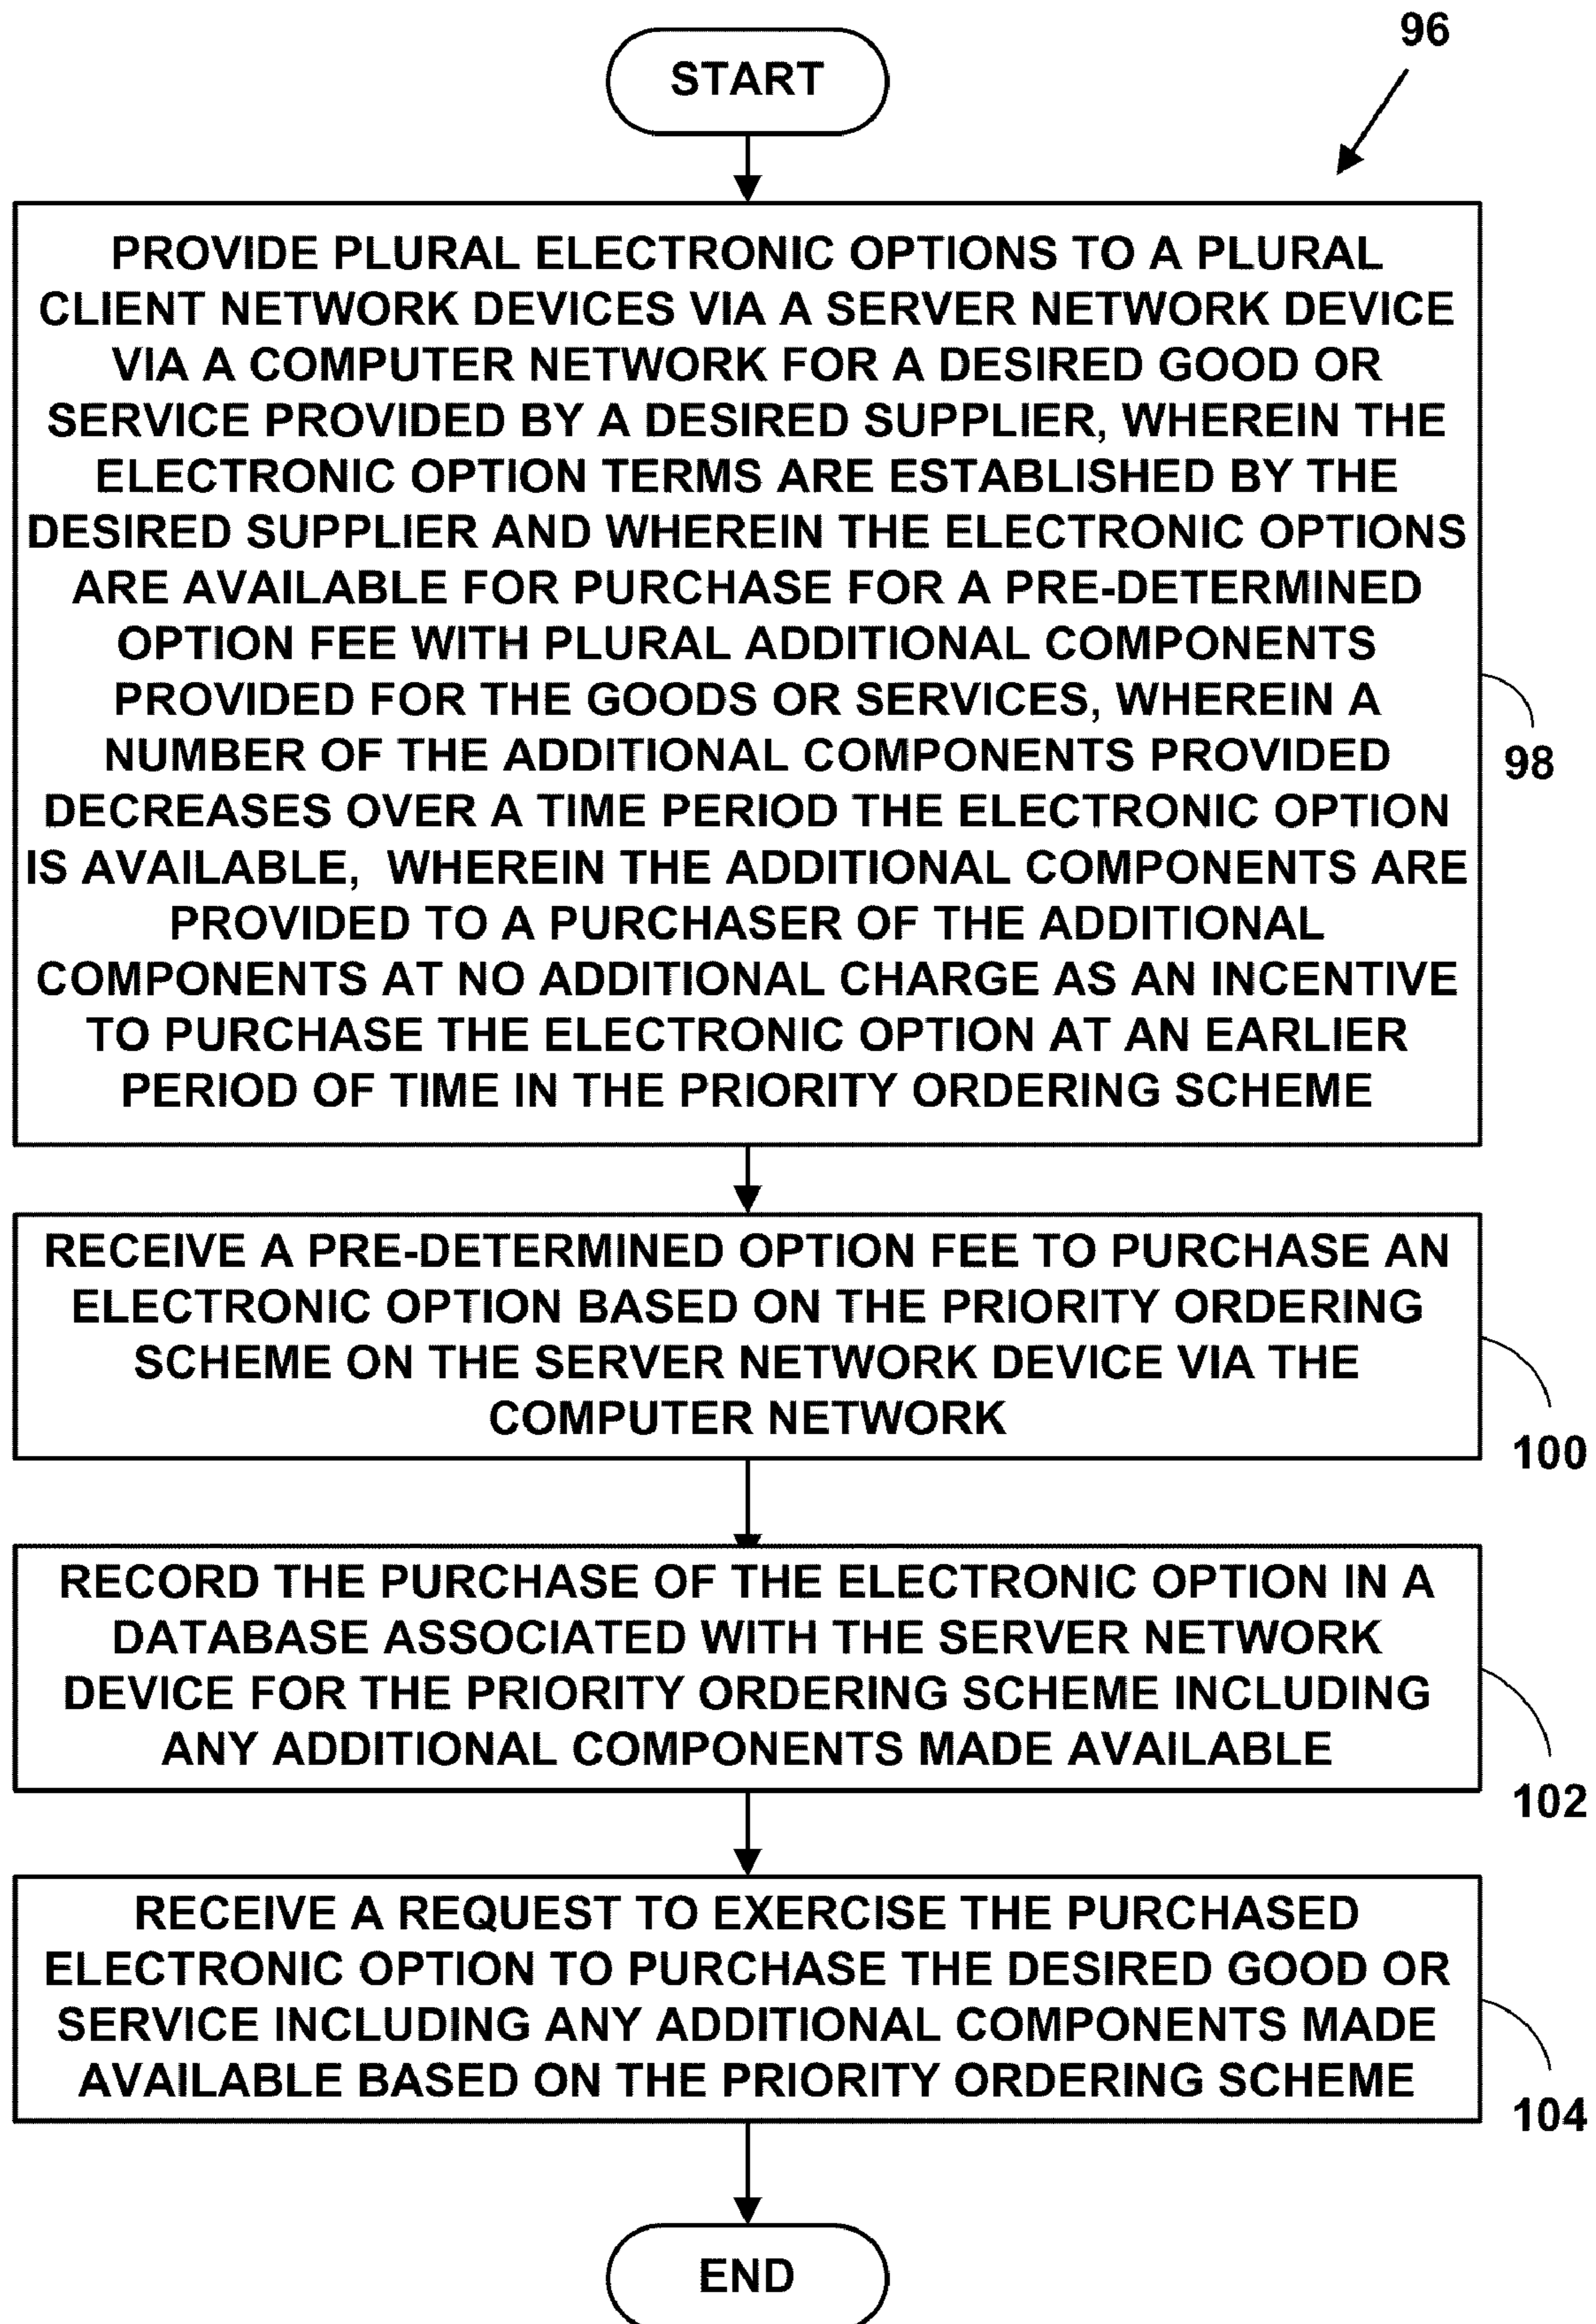 96
START
PROVIDE PLURAL ELECTRONIC OPTIONS TO A PLURAL
CLIENT NETWORK DEVICES VIA A SERVER NETWORK DEVICE
VIA A COMPUTER NETWORK FOR A DESIRED GOOD OR
SERVICE PROVIDED BY A DESIRED SUPPLIER, WHEREIN THE
ELECTRONIC OPTION TERMS ARE ESTABLISHED BY THE
DESIRED SUPPLIER AND WHEREIN THE ELECTRONIC OPTIONS
ARE AVAILABLE FOR PURCHASE FOR A PRE-DETERMINED
OPTION FEE WITH PLURAL ADDITIONAL COMPONENTS
PROVIDED FOR THE GOODS OR SERVICES, WHEREIN A
NUMBER OF THE ADDITIONAL COMPONENTS PROVIDED
DECREASES OVER A TIME PERIOD THE ELECTRONIC OPTION
IS AVAILABLE, WHEREIN THE ADDITIONAL COMPONENTS ARE
PROVIDED TO A PURCHASER OF THE ADDITIONAL
COMPONENTS AT NO ADDITIONAL CHARGE AS AN INCENTIVE
TO PURCHASE THE ELECTRONIC OPTION AT AN EARLIER
PERIOD OF TIME IN THE PRIORITY ORDERING SCHEME
98
RECEIVE A PRE-DETERMINED OPTION FEE TO PURCHASE AN
ELECTRONIC OPTION BASED ON THE PRIORITY ORDERING
SCHEME ON THE SERVER NETWORK DEVICE VIA THE
COMPUTER NETWORK
100
RECORD THE PURCHASE OF THE ELECTRONIC OPTION IN A
DATABASE ASSOCIATED WITH THE SERVER NETWORK
DEVICE FOR THE PRIORITY ORDERING SCHEME INCLUDING
ANY ADDITIONAL COMPONENTS MADE AVAILABLE
102
RECEIVE A REQUEST TO EXERCISE THE PURCHASED
ELECTRONIC OPTION TO PURCHASE THE DESIRED GOOD OR
SERVICE INCLUDING ANY ADDITIONAL COMPONENTS MADE
AVAILABLE BASED ON THE PRIORITY ORDERING SCHEME
104
END